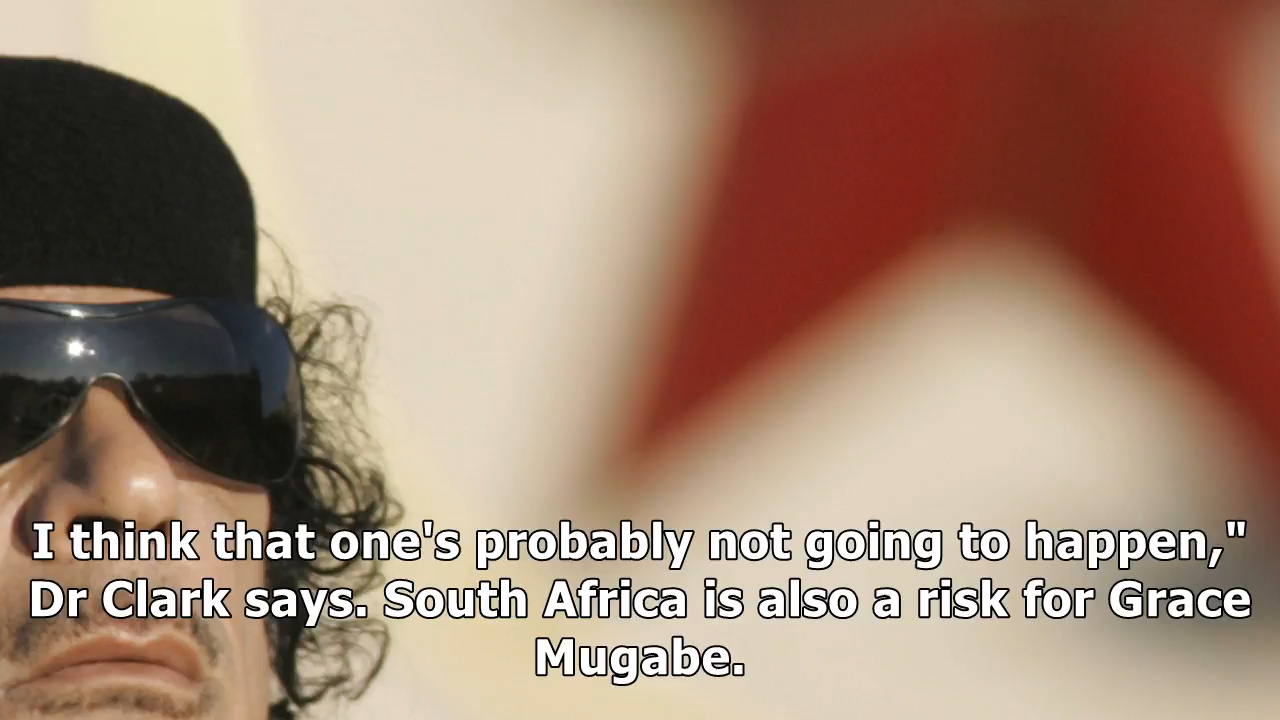 I think that one's probably not going to happen,"
Dr Clark says. South Africa is also a risk for Grace
Mugabe.